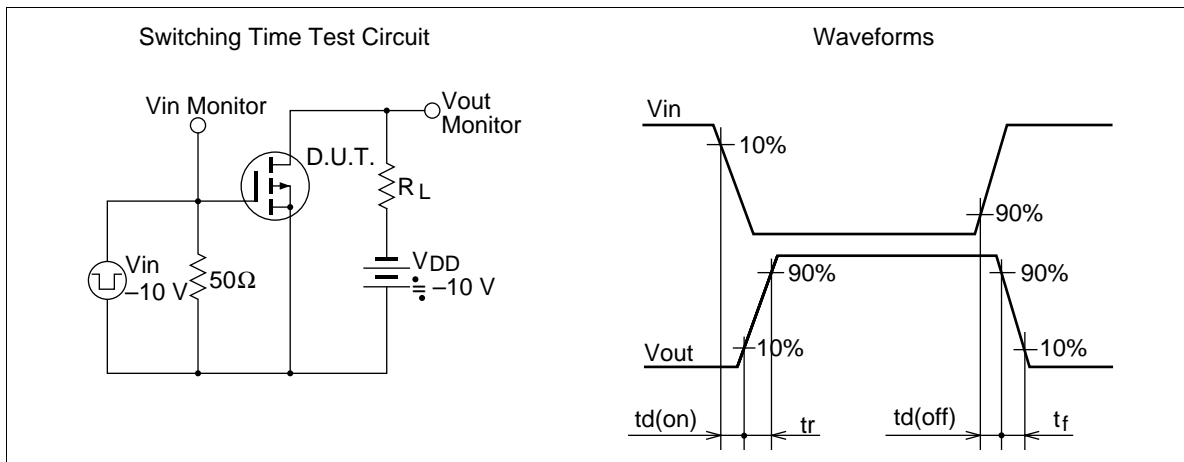 Switching Time Test Circuit
Vin Monitor
Vout
Monitor
D.U.T.
RL
Vin
–10 V
50Ω
VDD
≒ –10 V
Waveforms
Vin
10%
90%
90%
90%
Vout
10%
10%
td(on)
tr
td(off)
tf